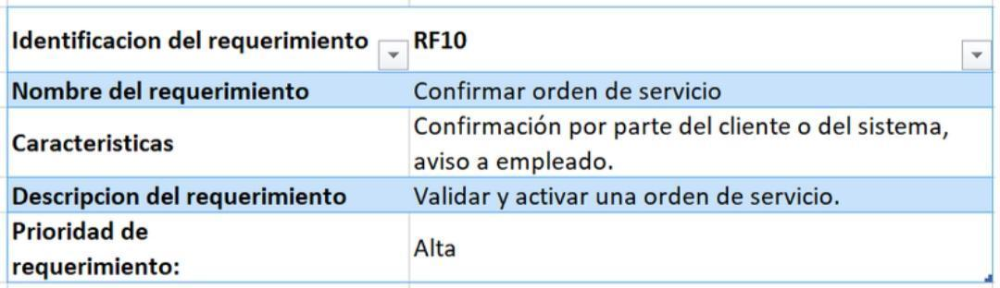 Identificacion del requerimiento RF10
Nombre del requerimiento Confirmar orden de servicio
Caracteristicas Confirmación por parte del cliente o del sistema,
aviso a empleado.
Descripcion del requerimiento Validar y activar una orden de servicio.
Prioridad de
requerimiento: Alta